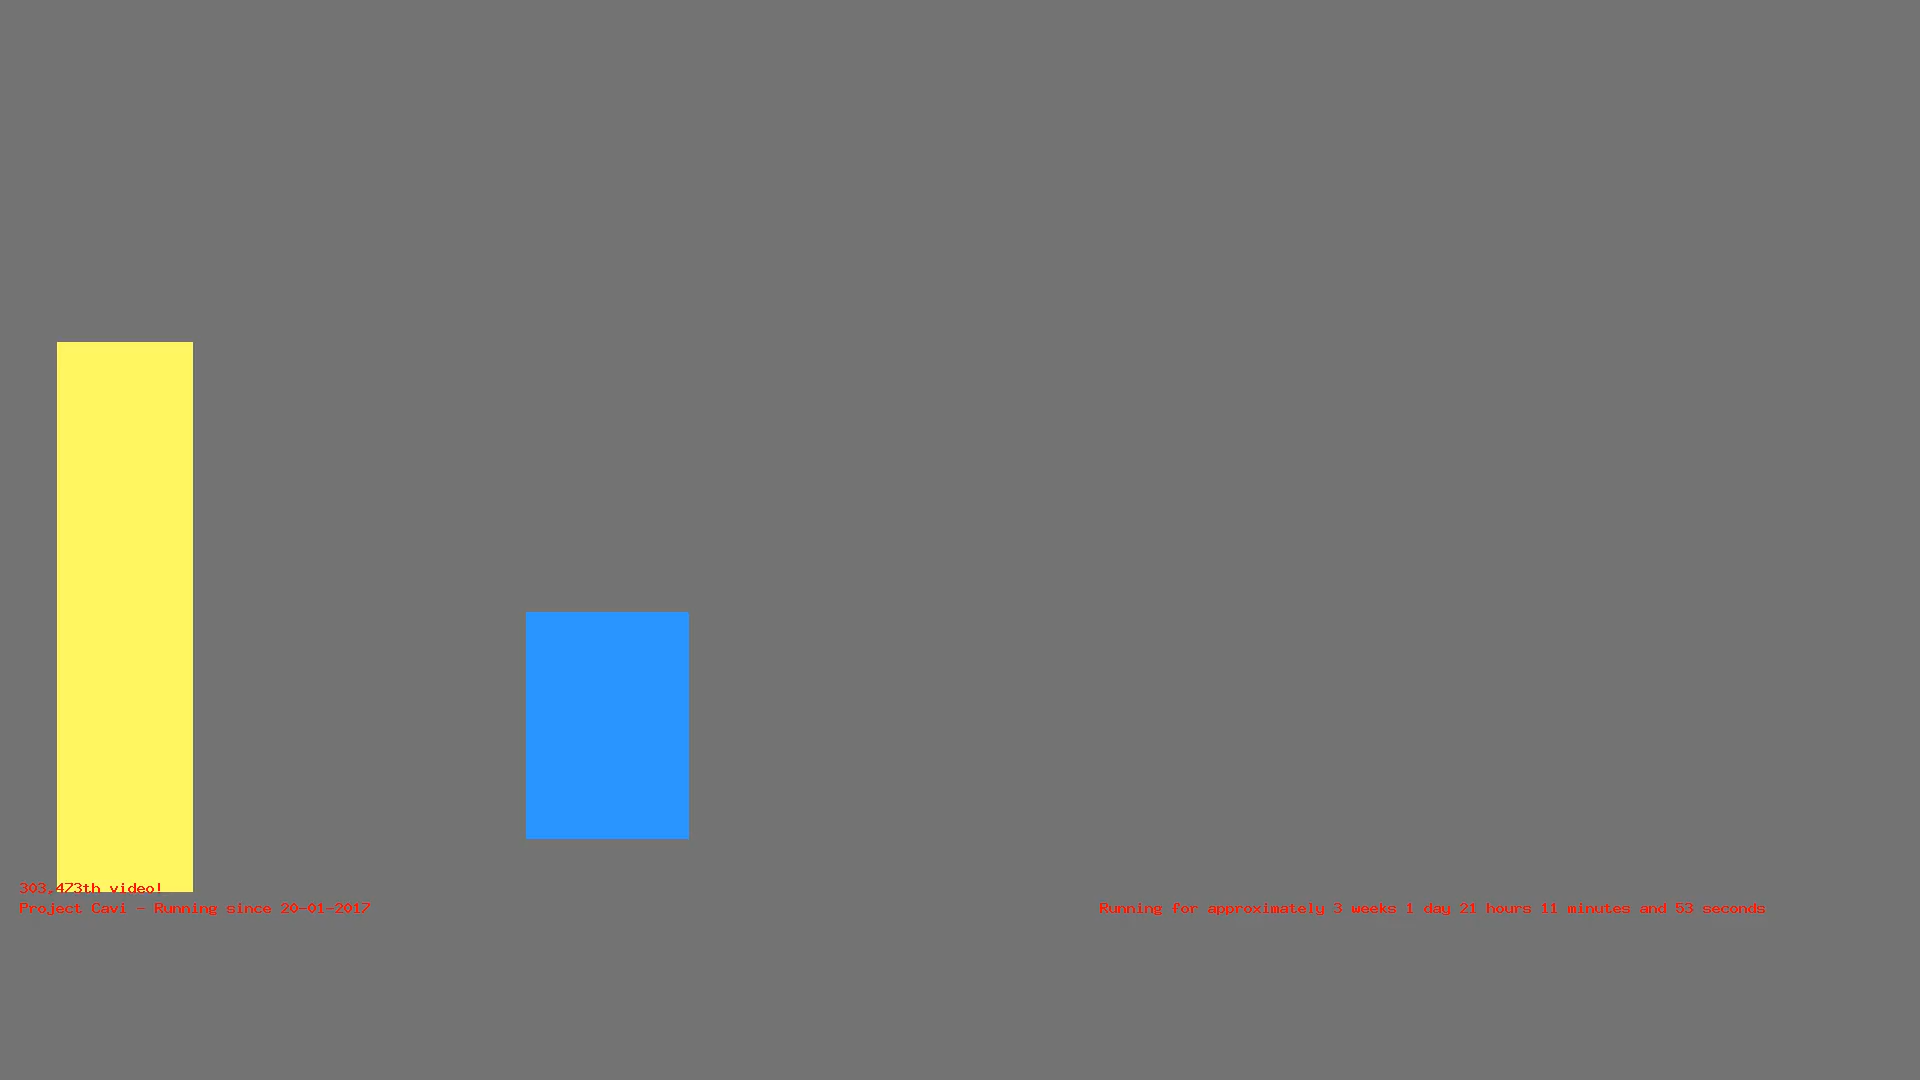 303,473th video!
Project Cavi - Running since 20-01-2017
Running for approximately 3 weeks 1 day 21 hours 11 minutes and 53 seconds